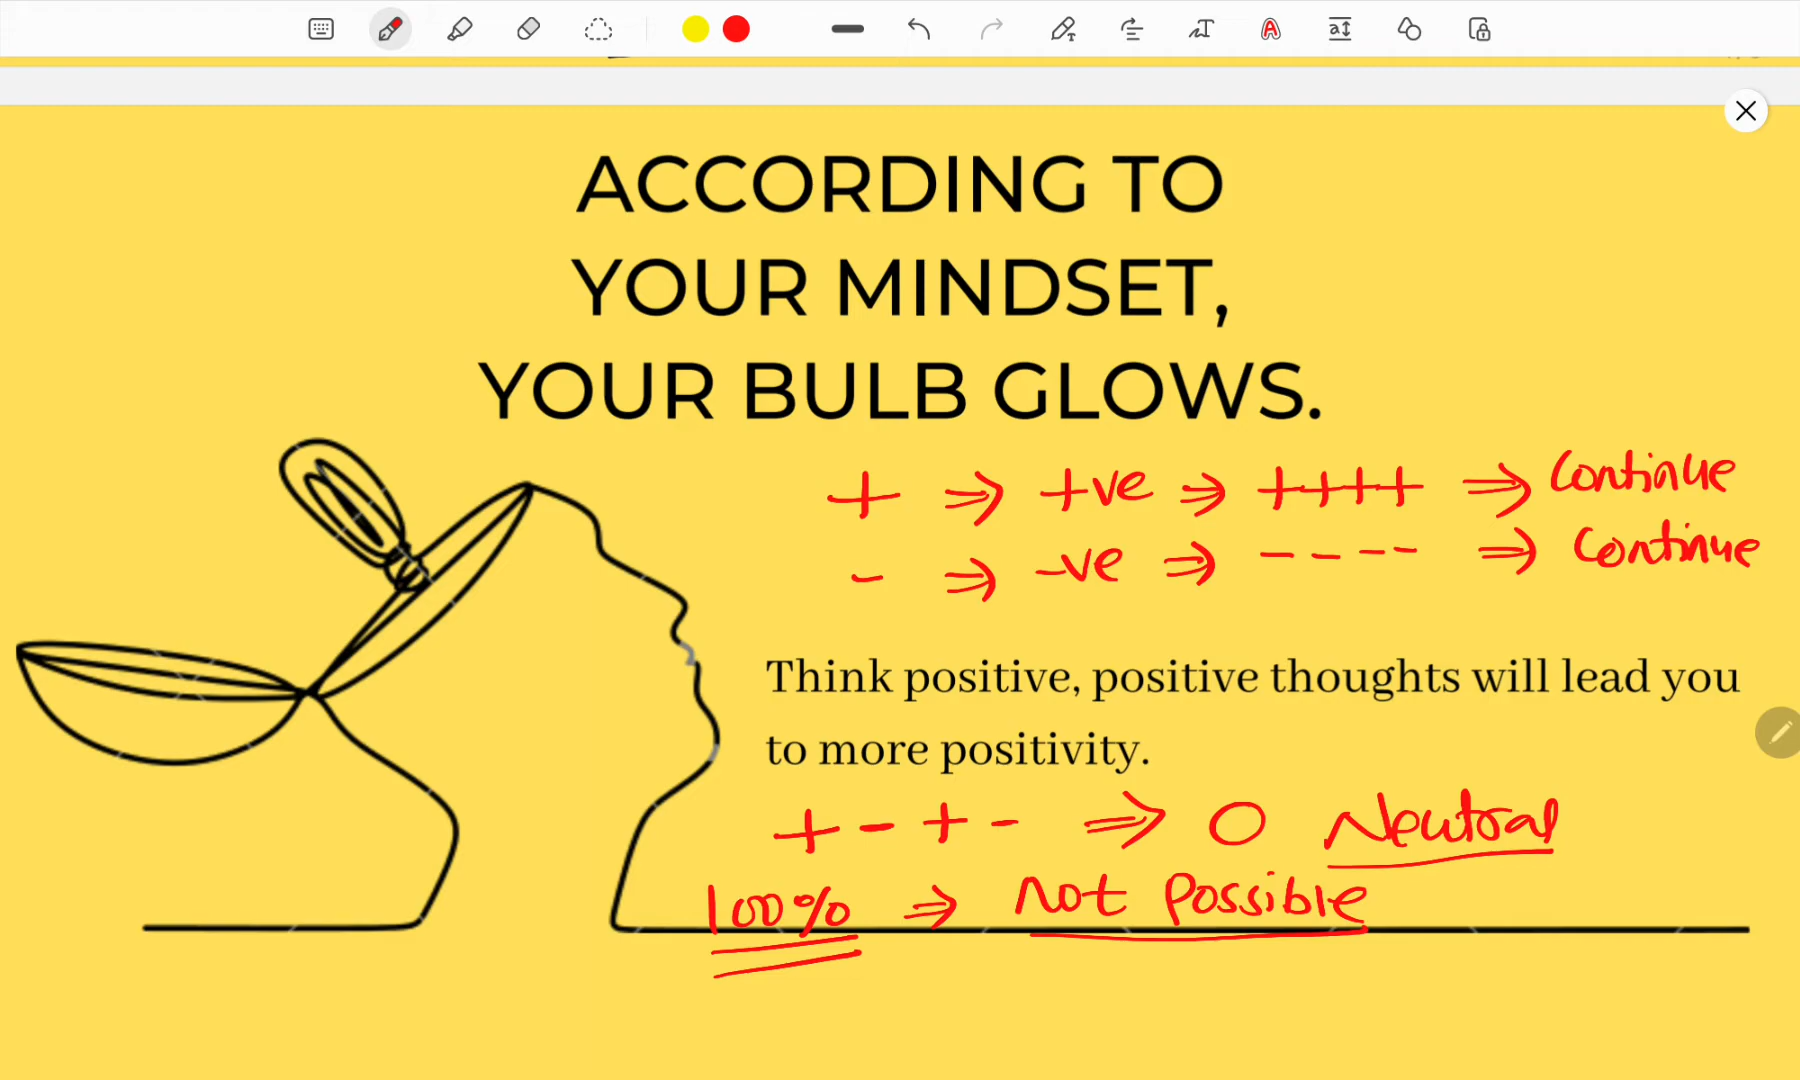 ACCORDING TO
YOUR MINDSET,
YOUR BULB GLOWS.
+ ⇒ +ve ⇒ ++++ ⇒ Continue
- ⇒ -ve ⇒ ---- ⇒ Continue
Think positive, positive thoughts will lead you
to more positivity.
+ - + - ⇒ 0 Neutral
100% ⇒ Not Possible